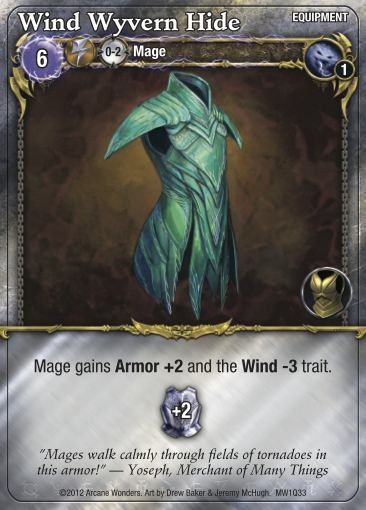 Wind Wyvern Hide
EQUIPMENT
6
0-2 Mage
1
Mage gains Armor +2 and the Wind -3 trait.
+2
"Mages walk calmly through fields of tornadoes in
this armor!" — Yoseph, Merchant of Many Things
©2012 Arcane Wonders. Art by Drew Baker & Jeremy McHugh. MW1Q33